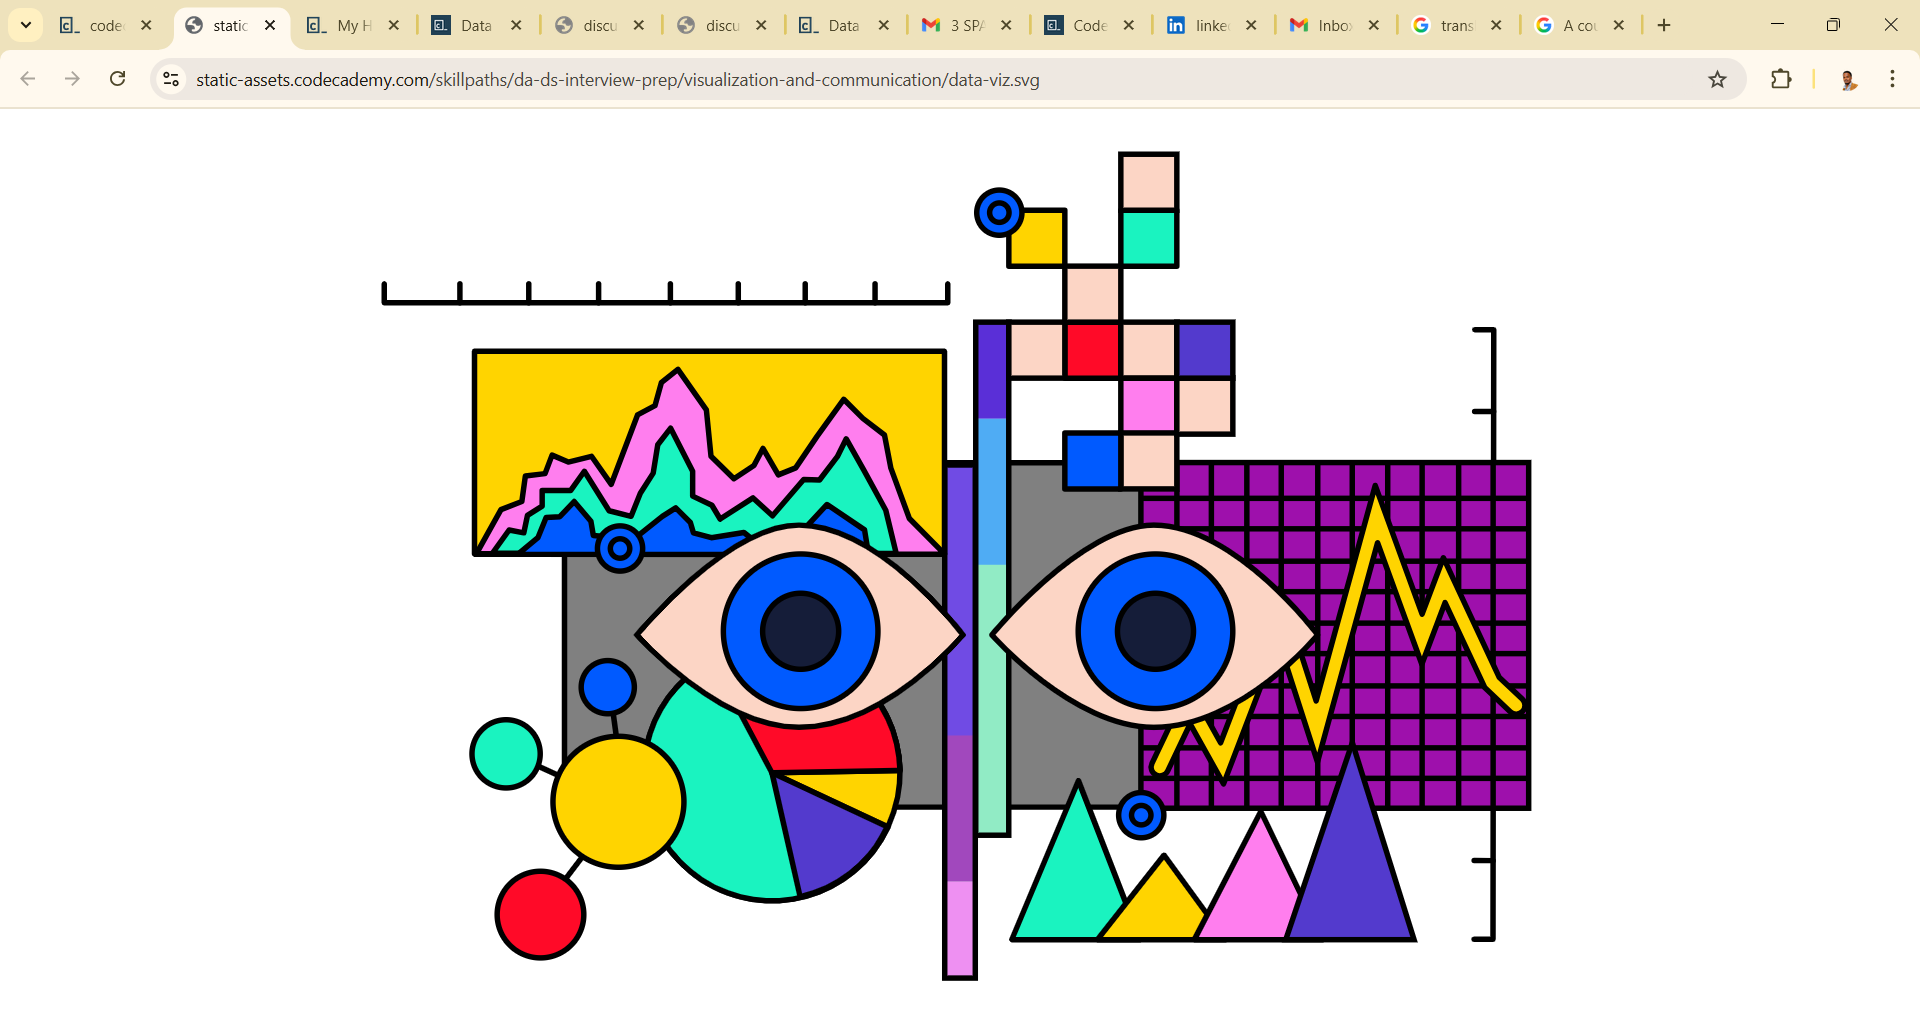 code
static
My H
Data
discu
discu
Data
3 SPA
Code
linke
Inbo
trans
A cou
static-assets.codecademy.com/skillpaths/da-ds-interview-prep/visualization-and-communication/data-viz.svg